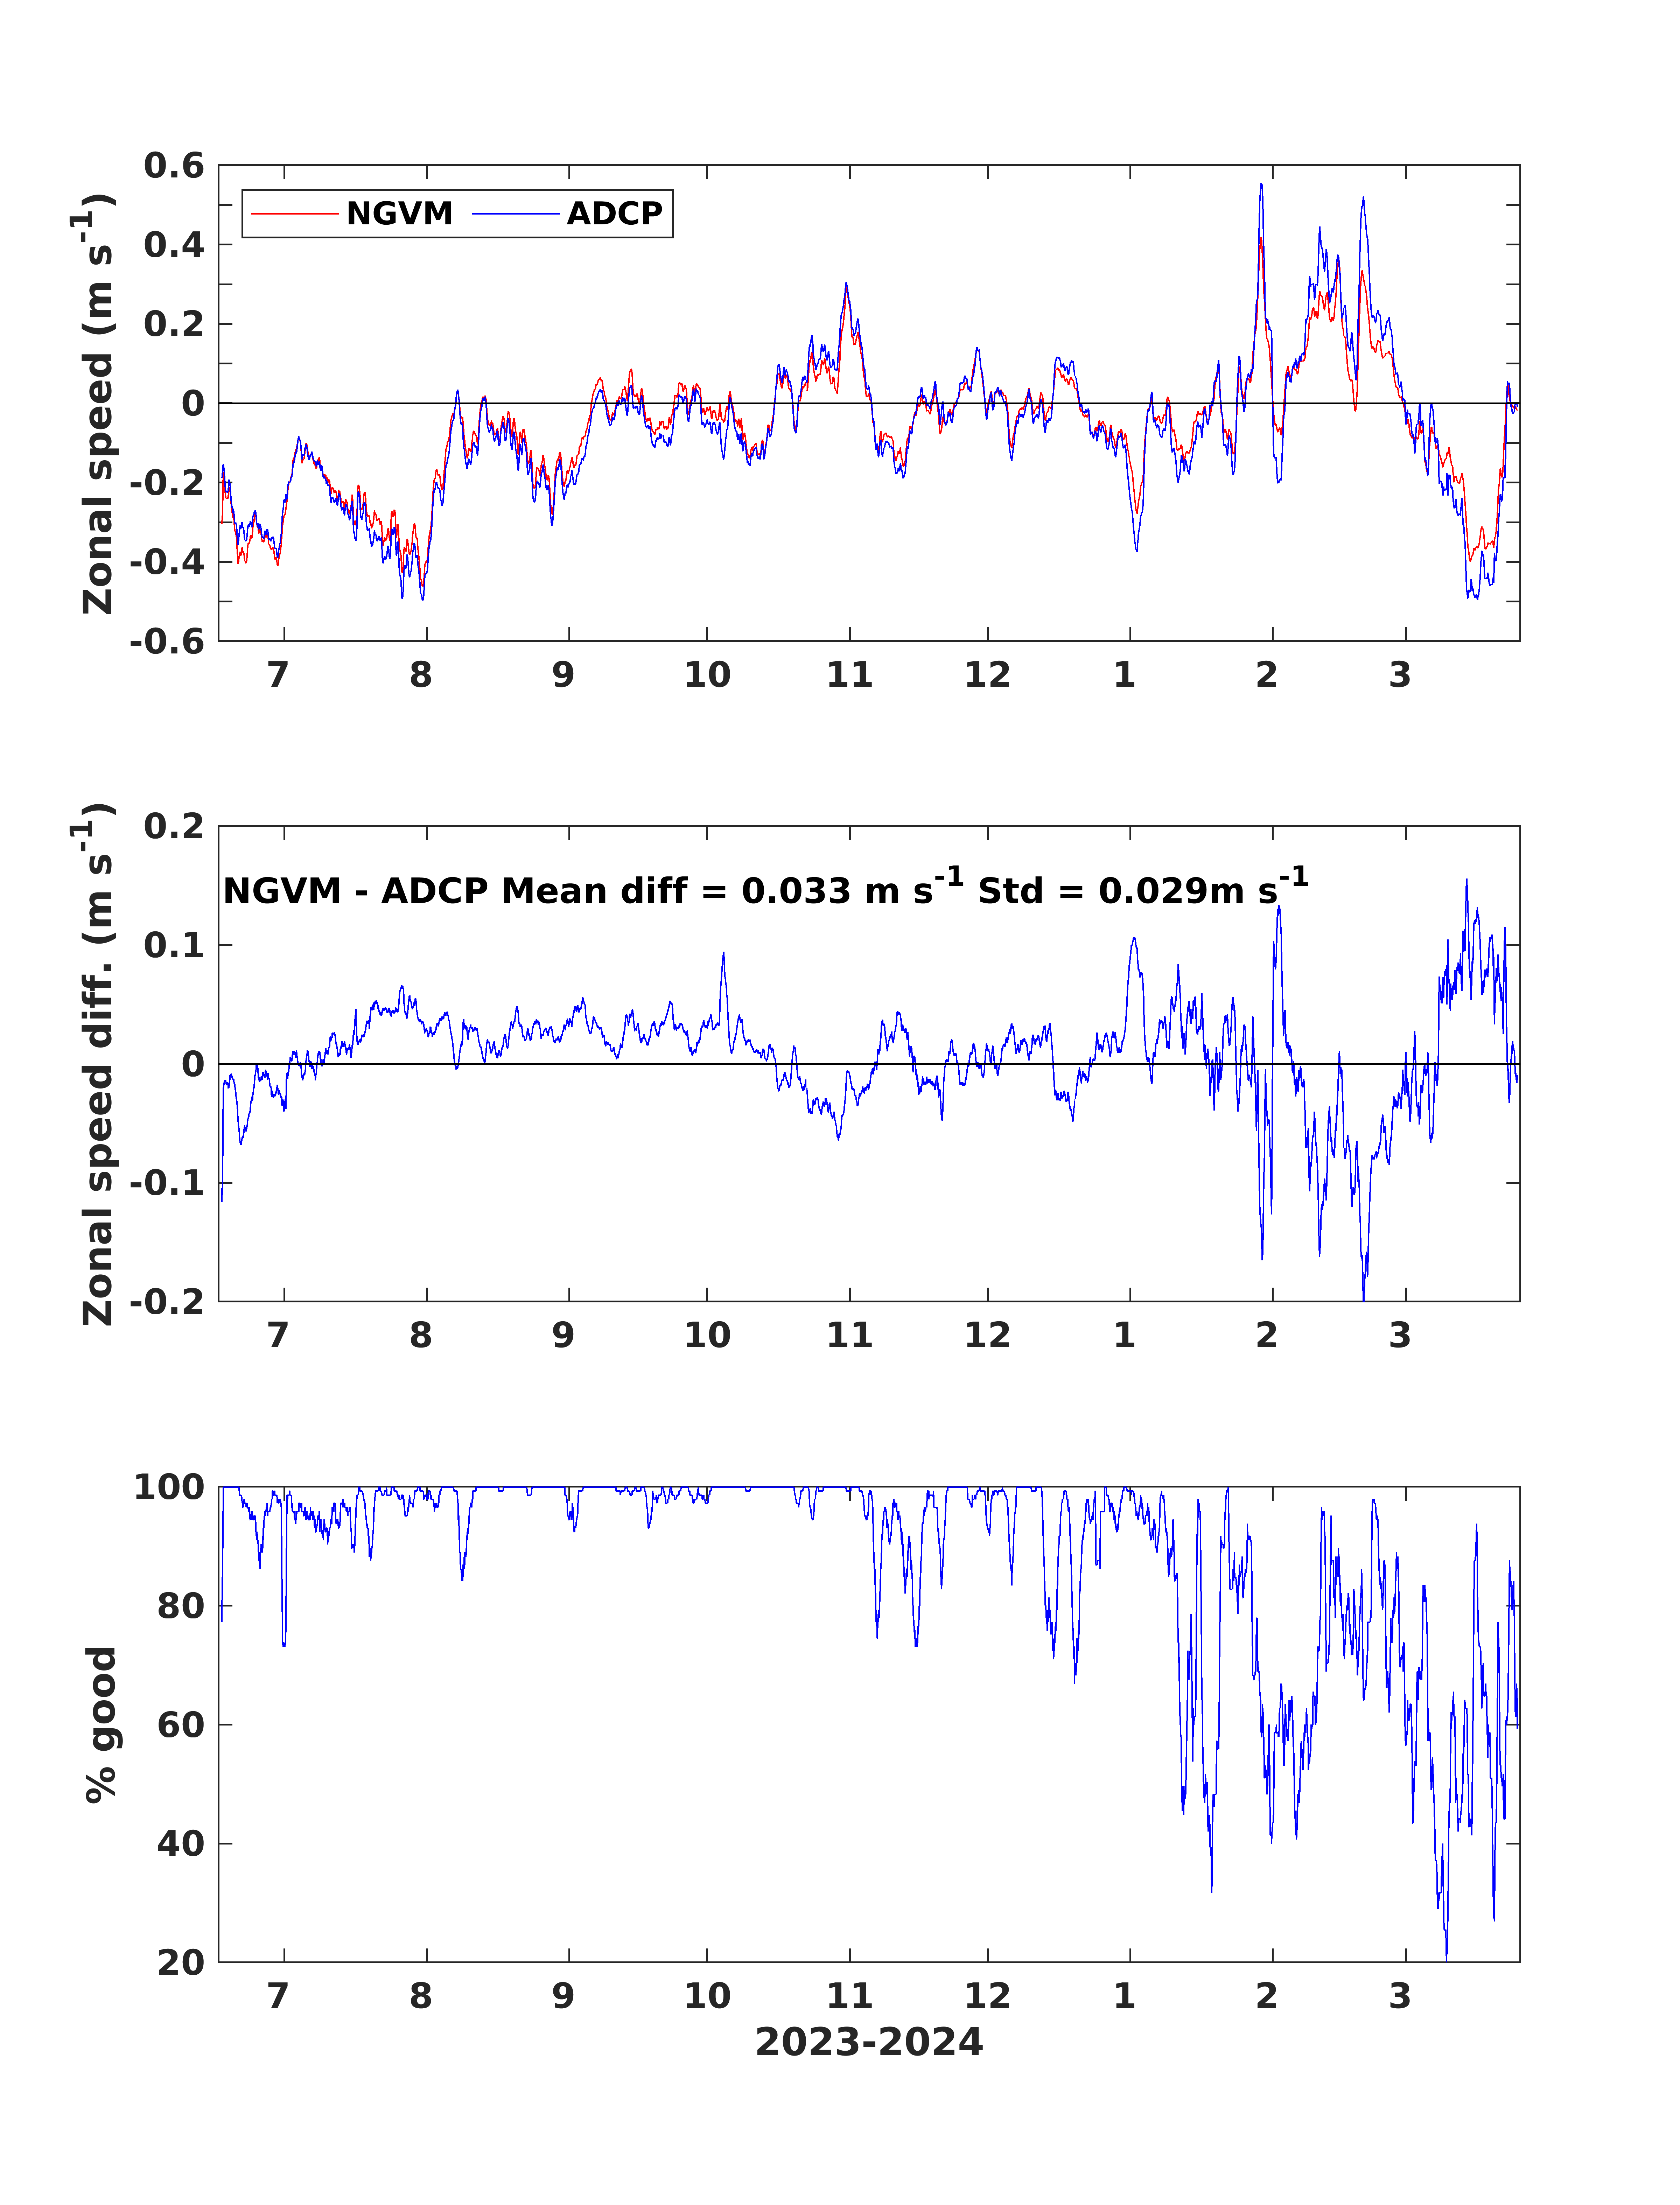 Zonal speed (m s-1)
0.6
0.4
0.2
0
-0.2
-0.4
-0.6
NGVM ADCP
7 8 9 10 11 12 1 2 3
Zonal speed diff. (m s-1)
0.2
0.1
0
-0.1
-0.2
NGVM - ADCP Mean diff = 0.033 m s-1 Std = 0.029m s-1
7 8 9 10 11 12 1 2 3
% good
100
80
60
40
20
7 8 9 10 11 12 1 2 3
2023-2024